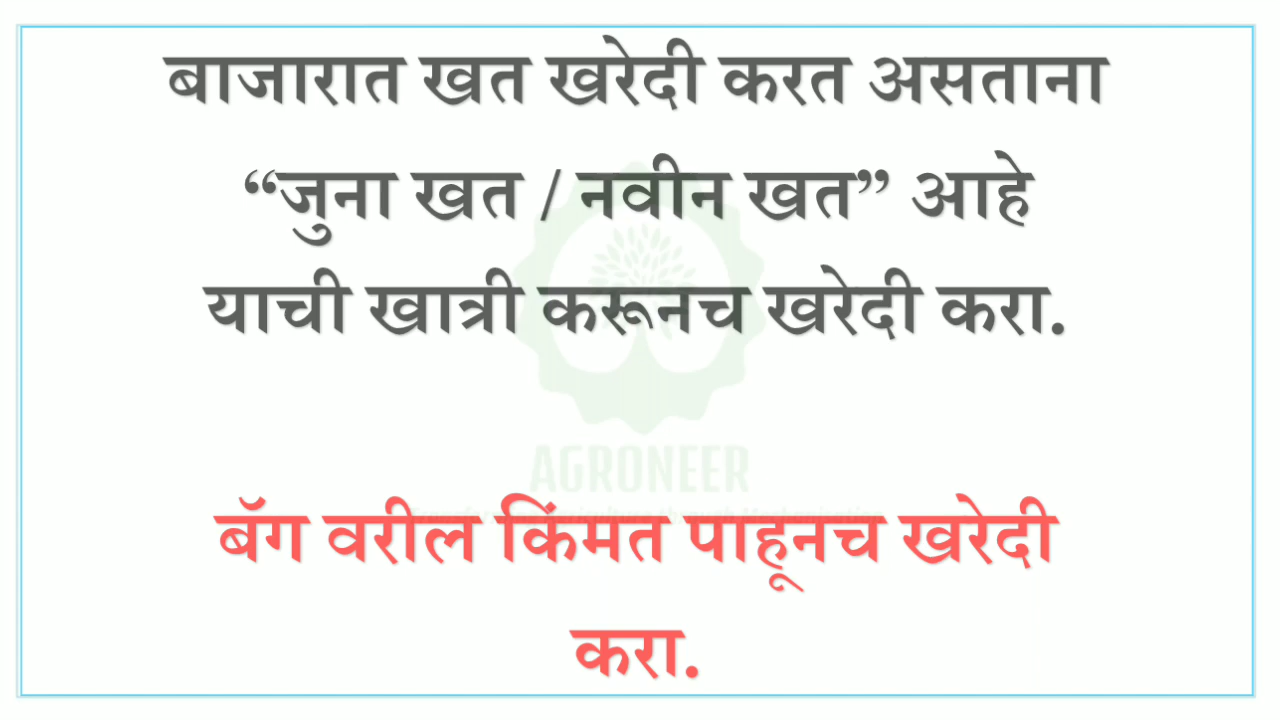 बाजारात खत खरेदी करत असताना
“जुना खत / नवीन खत” आहे
याची खात्री करूनच खरेदी करा.
AGRONEER
बॅग वरील किंमत पाहूनच खरेदी
करा.